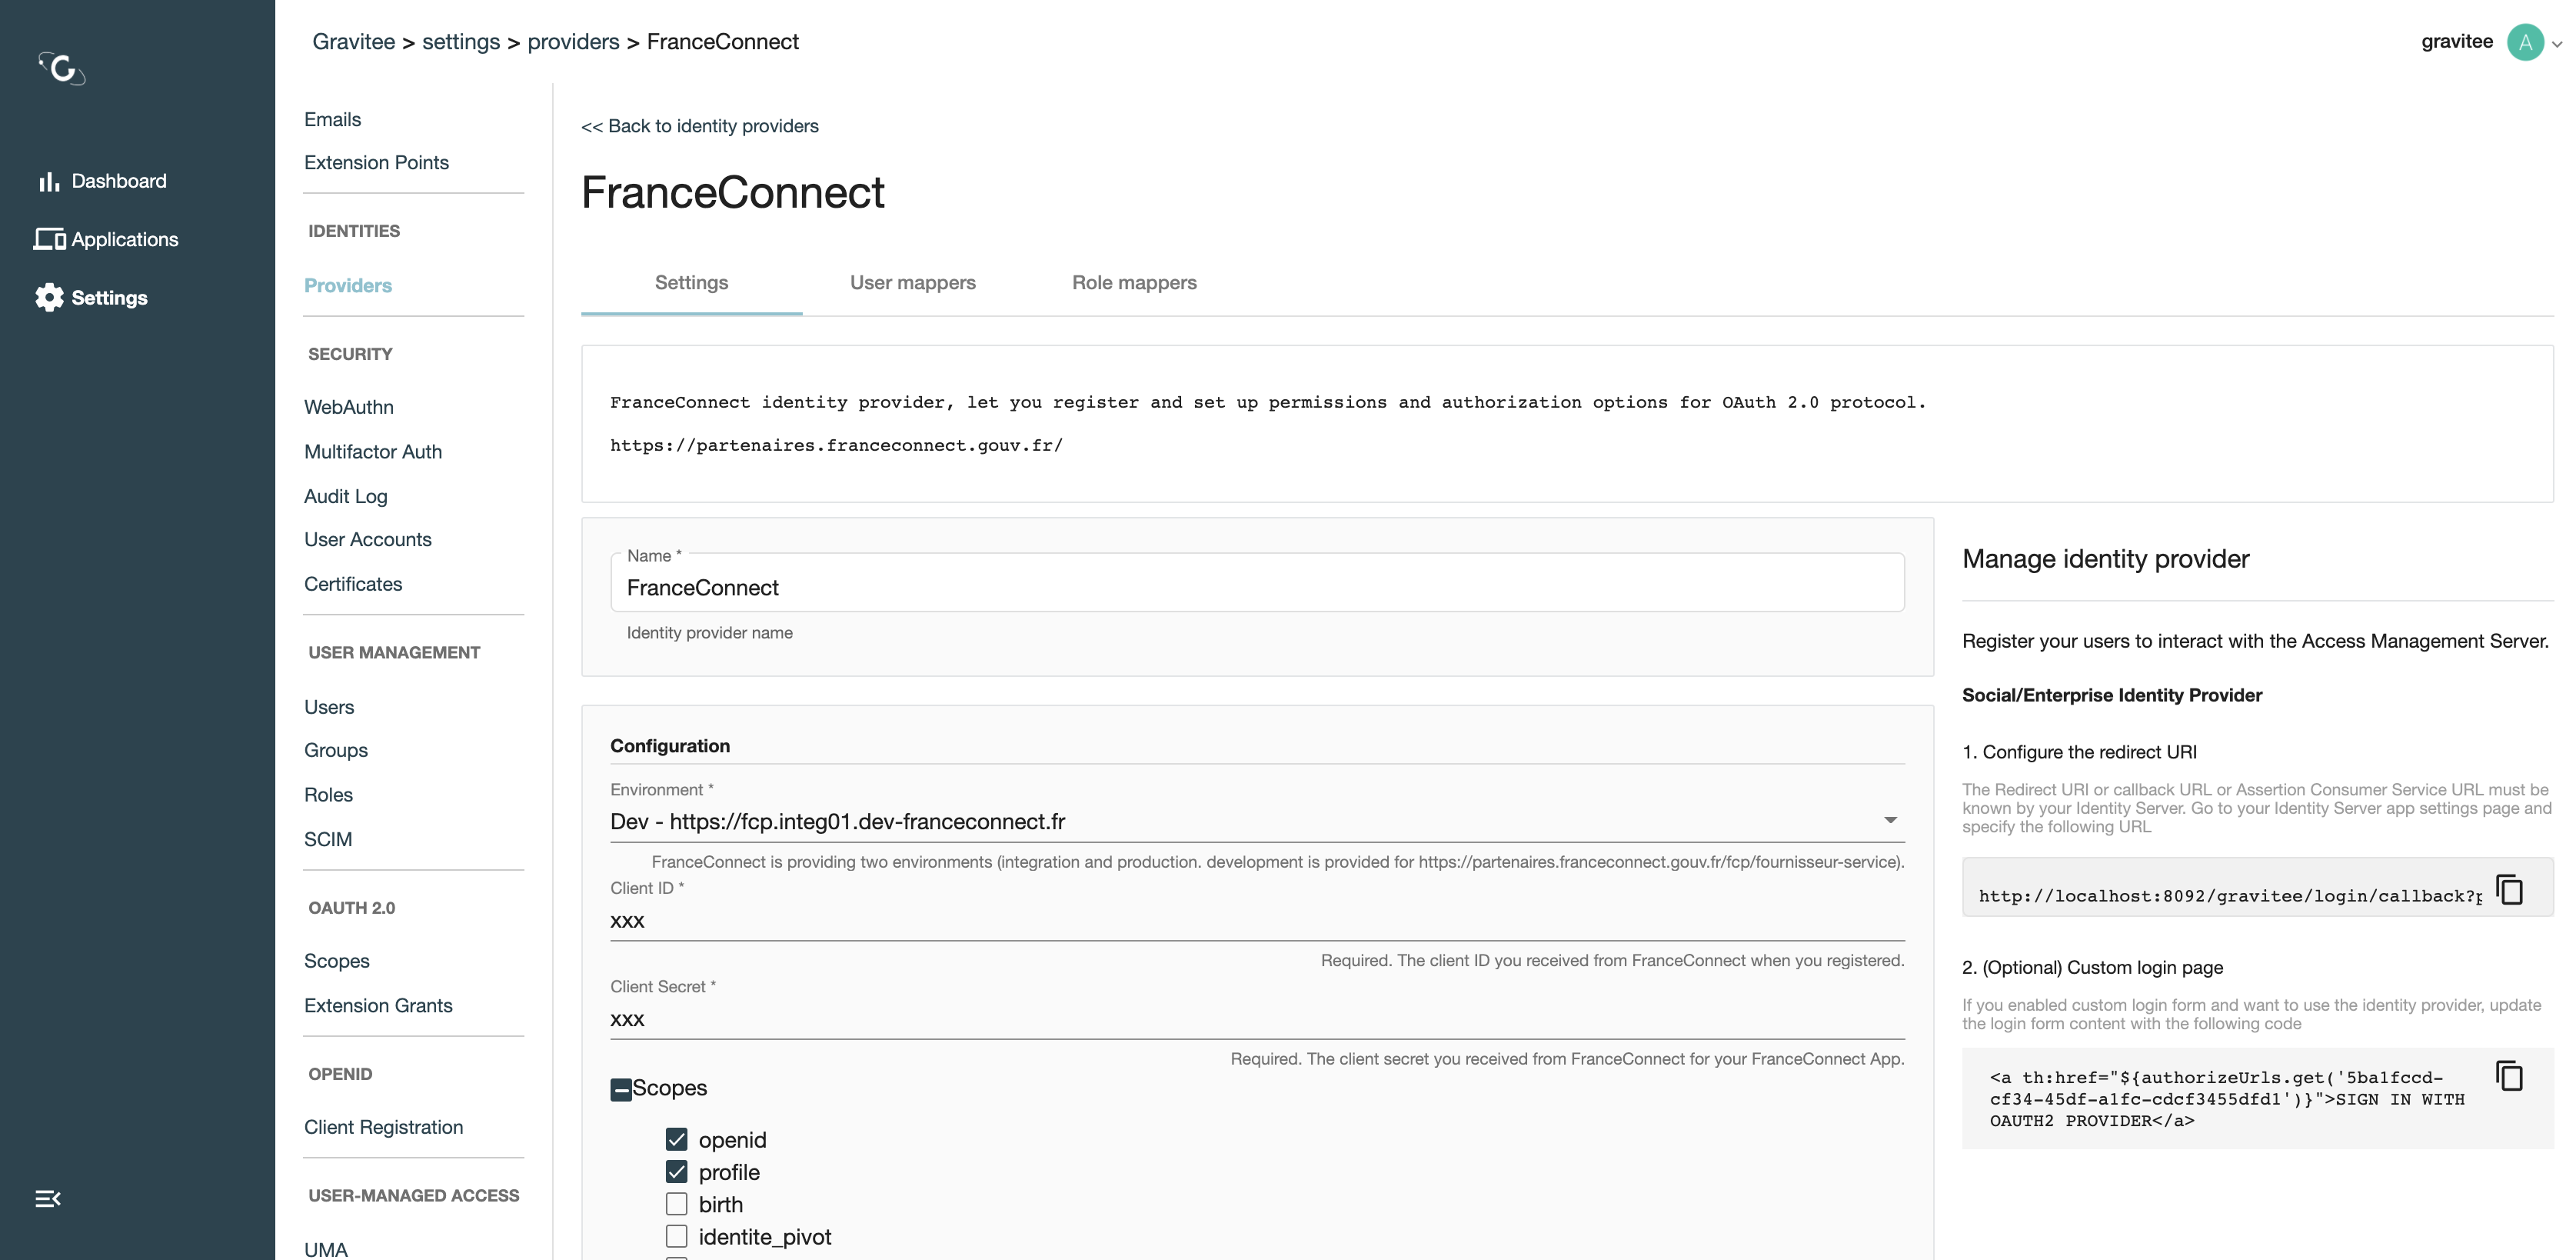 Gravitee > settings > providers > FranceConnect
gravitee
A
Dashboard
Applications
Settings
Emails
Extension Points
IDENTITIES
Providers
SECURITY
WebAuthn
Multifactor Auth
Audit Log
User Accounts
Certificates
USER MANAGEMENT
Users
Groups
Roles
SCIM
OAUTH 2.0
Scopes
Extension Grants
OPENID
Client Registration
USER-MANAGED ACCESS
UMA
<< Back to identity providers
FranceConnect
Settings
User mappers
Role mappers
FranceConnect identity provider, let you register and set up permissions and authorization options for OAuth 2.0 protocol.
https://partenaires.franceconnect.gouv.fr/
Name *
FranceConnect
Identity provider name
Configuration
Environment *
Dev - https://fcp.integ01.dev-franceconnect.fr
FranceConnect is providing two environments (integration and production. development is provided for https://partenaires.franceconnect.gouv.fr/fcp/fournisseur-service).
Client ID *
xxx
Required. The client ID you received from FranceConnect when you registered.
Client Secret *
xxx
Required. The client secret you received from FranceConnect for your FranceConnect App.
Scopes
openid
profile
birth
identite_pivot
Manage identity provider
Register your users to interact with the Access Management Server.
Social/Enterprise Identity Provider
1. Configure the redirect URI
The Redirect URI or callback URL or Assertion Consumer Service URL must be
known by your Identity Server. Go to your Identity Server app settings page and
specify the following URL
http://localhost:8092/gravitee/login/callback?p
2. (Optional) Custom login page
If you enabled custom login form and want to use the identity provider, update
the login form content with the following code
<a th:href="${authorizeUrls.get('5ba1fccd-
cf34-45df-a1fc-cdcf3455dfd1')}">SIGN IN WITH
OAUTH2 PROVIDER</a>